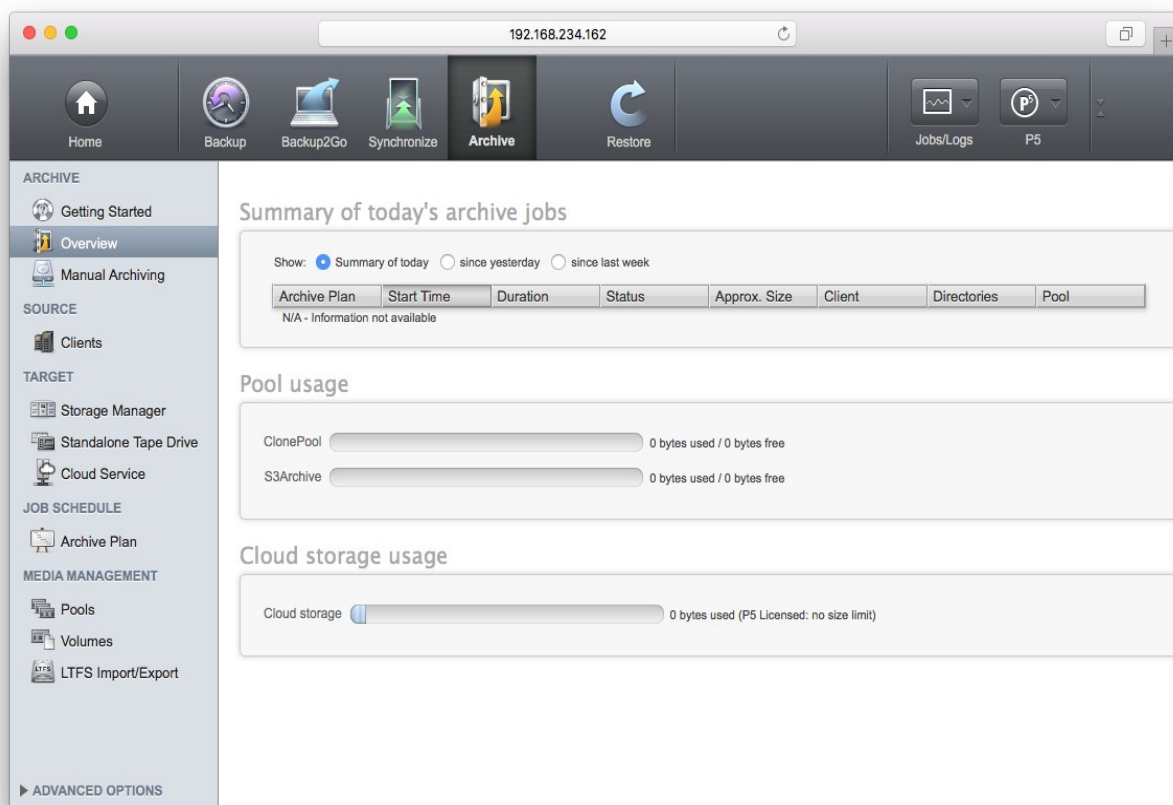 192.168.234.162
Home
Backup
Backup2Go
Synchronize
Archive
Restore
Jobs/Logs
P5
P5
ARCHIVE
Getting Started
Overview
Manual Archiving
SOURCE
Clients
TARGET
Storage Manager
Standalone Tape Drive
Cloud Service
JOB SCHEDULE
Archive Plan
MEDIA MANAGEMENT
Pools
Volumes
LTFS
LTFS Import/Export
ADVANCED OPTIONS
Summary of today's archive jobs
Show: Summary of today since yesterday since last week
Archive Plan Start Time Duration Status Approx. Size Client Directories Pool
N/A - Information not available
Pool usage
ClonePool 0 bytes used / 0 bytes free
S3Archive 0 bytes used / 0 bytes free
Cloud storage usage
Cloud storage 0 bytes used (P5 Licensed: no size limit)